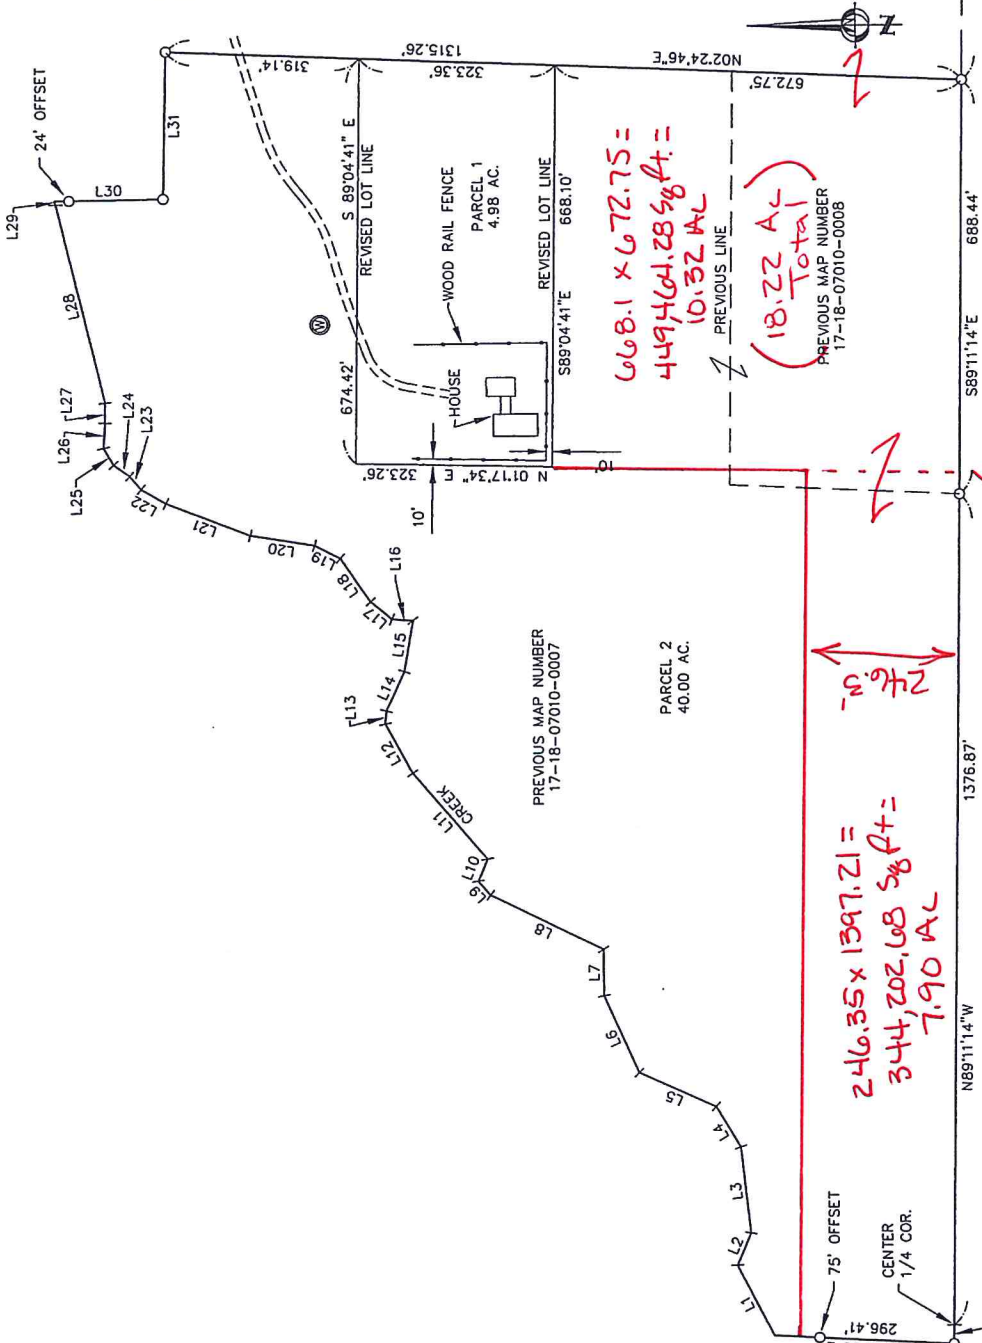 24' OFFSET
L29
L30
L31
L28
L27
L26
L24
L23
L25
L22
L21
L20
L19
L18
L17
L16
L15
L14
L13
L12
L11
CREEK
L10
L9
L8
L7
L6
L5
L4
L3
L2
L1
N
W
1315.26'
319.14'
323.36'
N02°24'46"E
672.75'
S 89°04'41" E
REVISED LOT LINE
674.42'
WOOD RAIL FENCE
PARCEL 1
4.98 AC.
HOUSE
REVISED LOT LINE
S89°04'41"E
668.10'
N 01°17'34" E
323.26'
10'
10'
668.1 x 672.75 =
449,464.28 Sq ft. =
10.32 Ac
PREVIOUS LINE
(18.22 Ac
Total)
PREVIOUS MAP NUMBER
17-18-07010-0008
S89°11'14"E
688.44'
PREVIOUS MAP NUMBER
17-18-07010-0007
PARCEL 2
40.00 AC.
246.35 x 1397.21 =
344,202.68 Sq ft =
7.90 Ac
N89°11'14"W
1376.87'
75' OFFSET
CENTER
1/4 COR.
296.41'